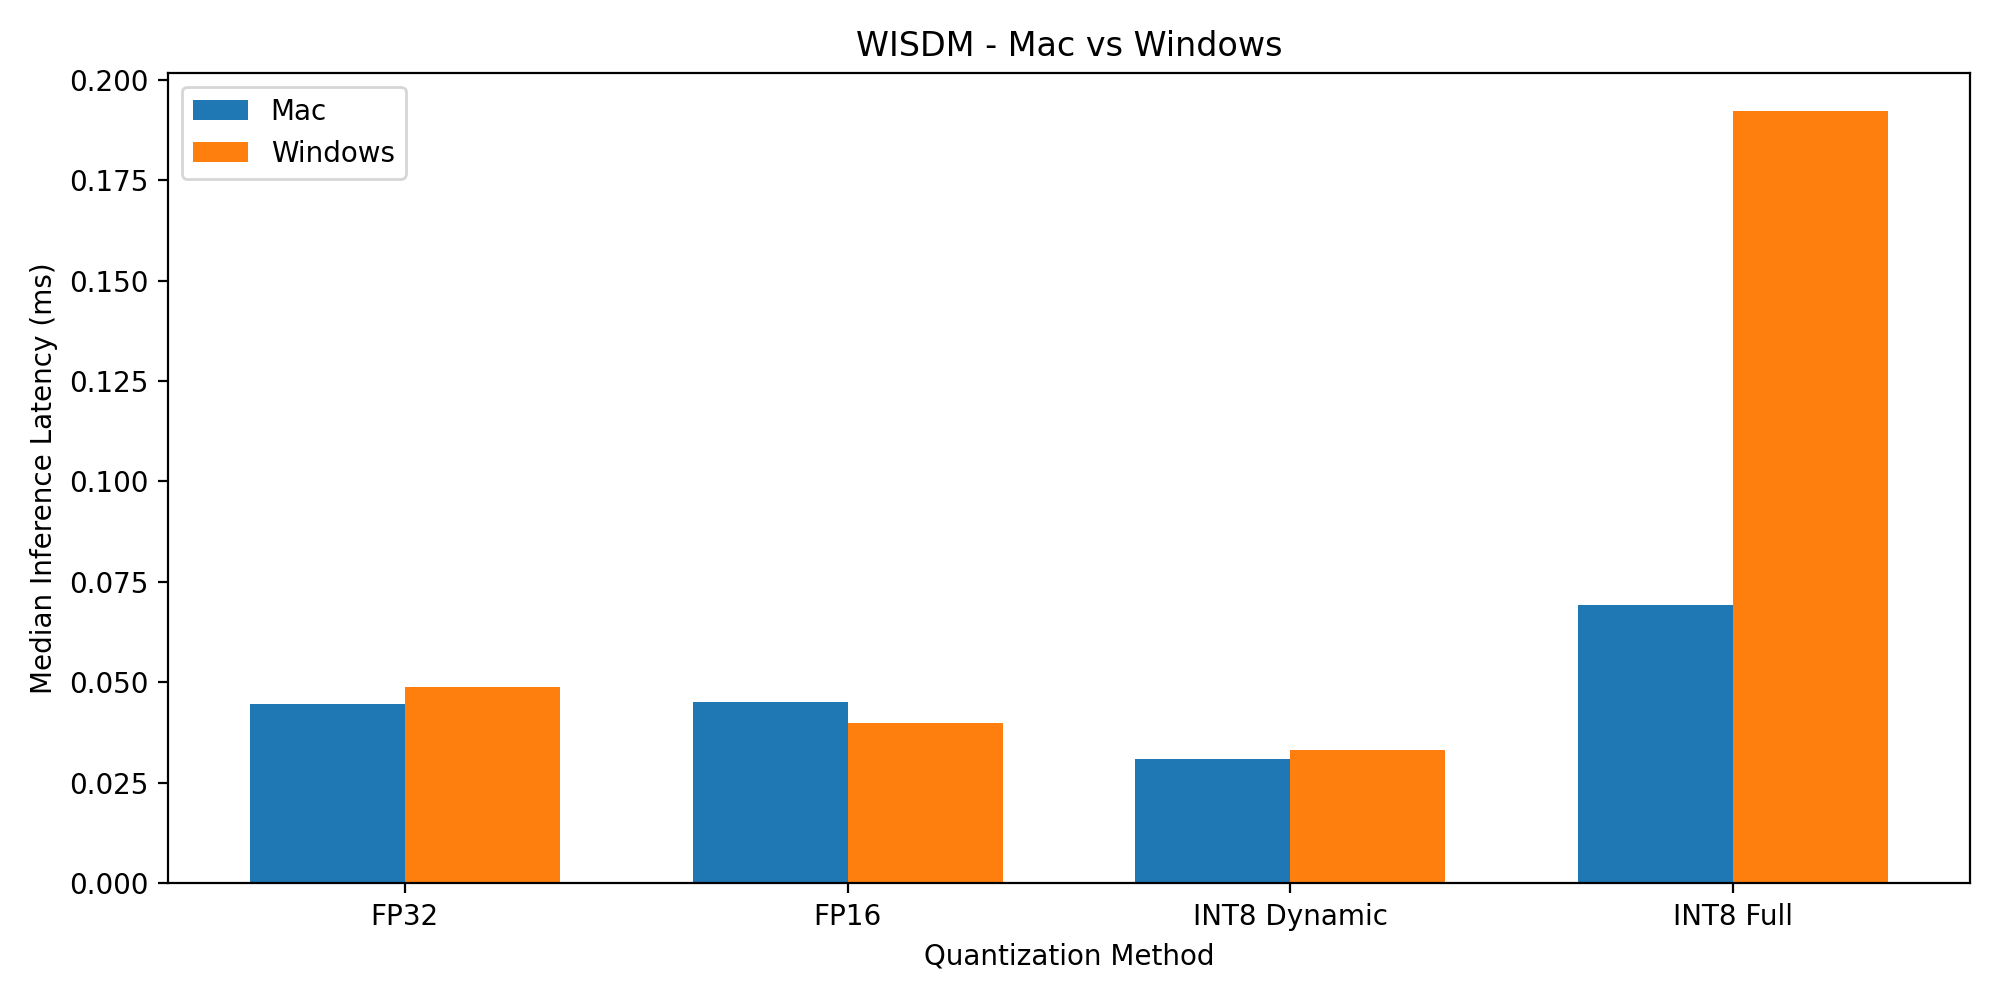 WISDM - Mac vs Windows
Mac
Windows
Median Inference Latency (ms)
0.200
0.175
0.150
0.125
0.100
0.075
0.050
0.025
0.000
FP32
FP16
INT8 Dynamic
INT8 Full
Quantization Method